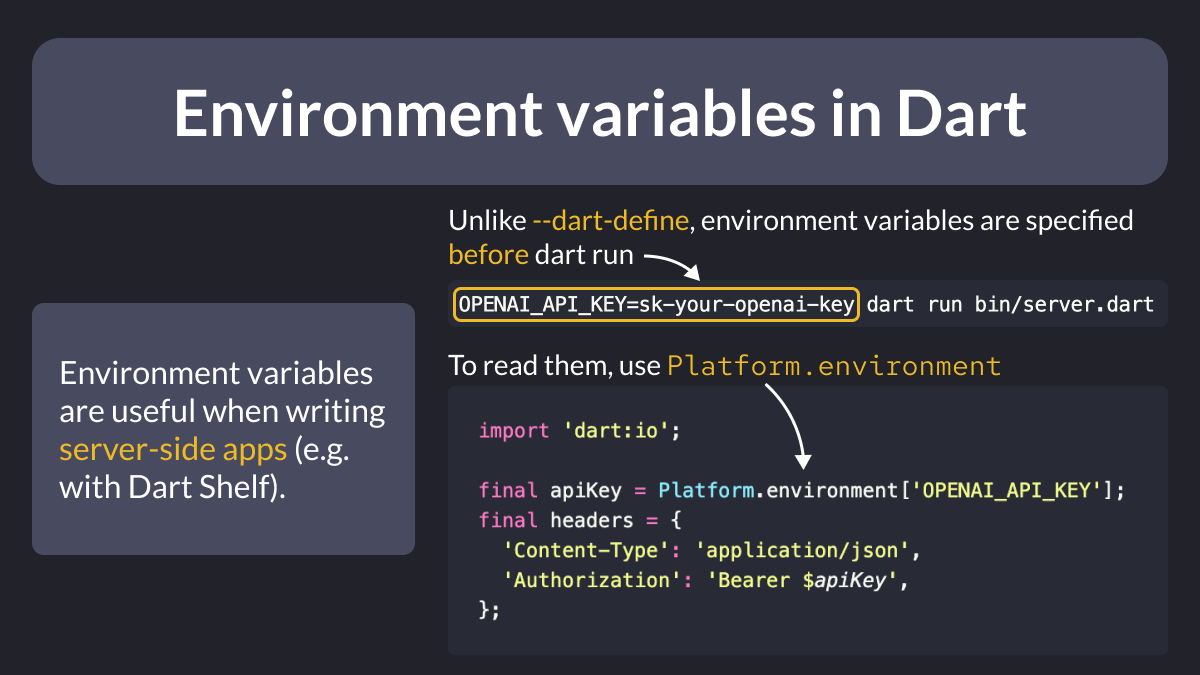 Environment variables in Dart
Environment variables
are useful when writing
server-side apps (e.g.
with Dart Shelf).
Unlike --dart-define, environment variables are specified
before dart run
OPENAI_API_KEY=sk-your-openai-key dart run bin/server.dart
To read them, use Platform.environment
import 'dart:io';
final apiKey = Platform.environment['OPENAI_API_KEY'];
final headers = {
  'Content-Type': 'application/json',
  'Authorization': 'Bearer $apiKey',
};